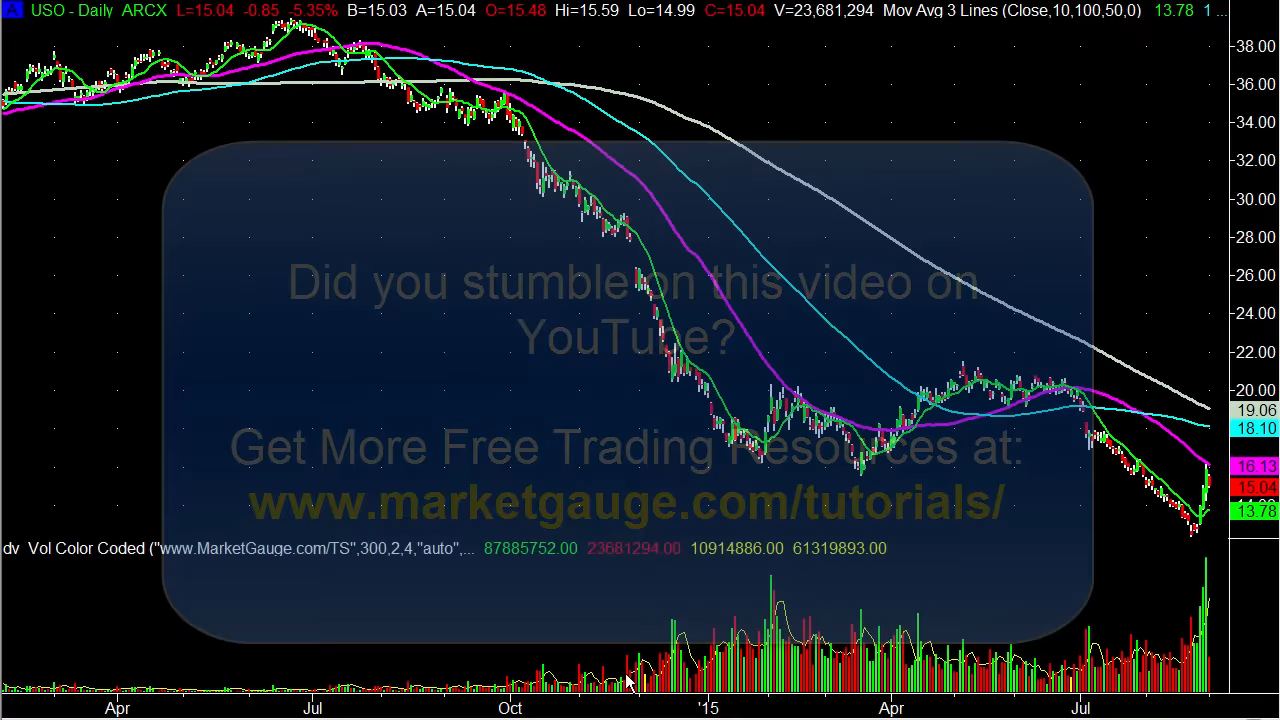 A USO - Daily ARCX L=15.04 -0.85 -5.35% B=15.03 A=15.04 O=15.48 Hi=15.59 Lo=14.99 C=15.04 V=23,681,294 Mov Avg 3 Lines (Close,10,100,50,0) 13.78 1 ...
38.00
36.00
34.00
32.00
30.00
28.00
Did you stumble on this video on
26.00
YouTube?
24.00
22.00
20.00
19.06
18.10
Get More Free Trading Resources at:
16.13
15.04
www.marketgauge.com/tutorials/
13.78
dv Vol Color Coded ("www.MarketGauge.com/TS",300,2.4,"auto",... 87885752.00 23681294.00 10914886.00 61319893.00
Apr Jul Oct '15 Apr Jul